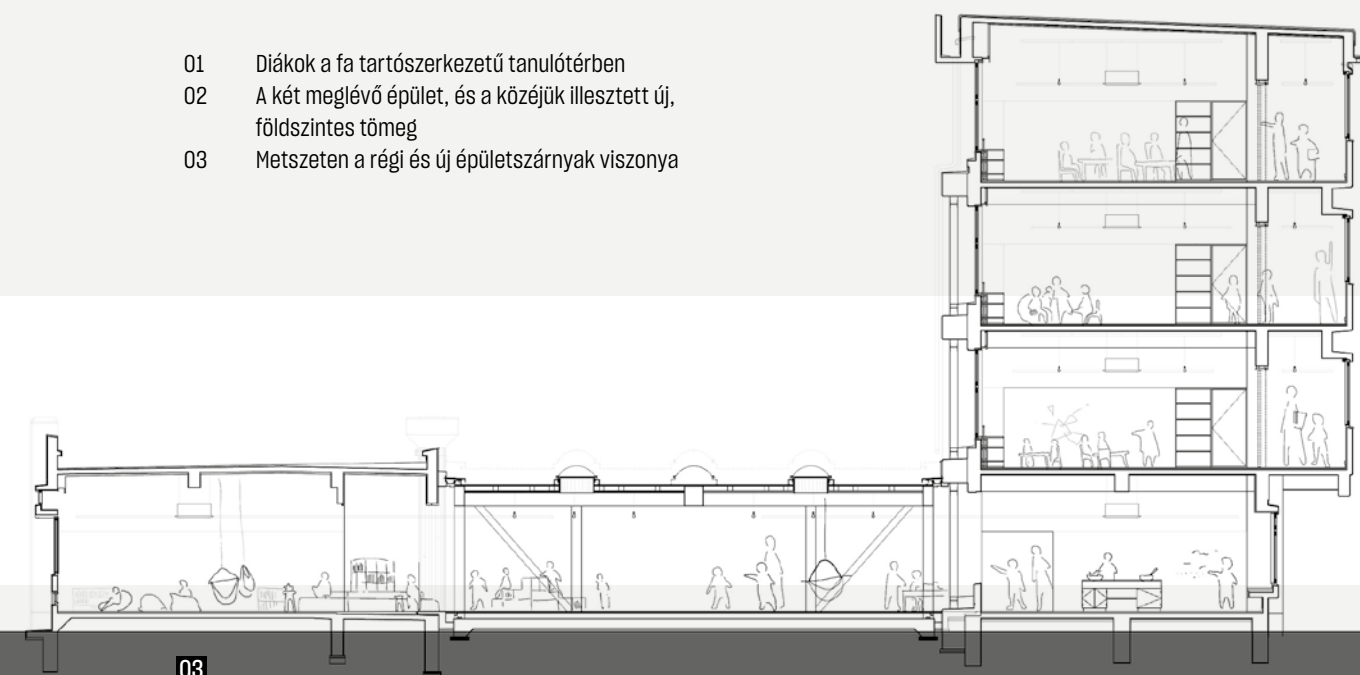 01 Diákok a fa tartószerkezetű tanulótérben
02 A két meglévő épület, és a közéjük illesztett új,
földszintes tömeg
03 Metszeten a régi és új épületszárnyak viszonya
03